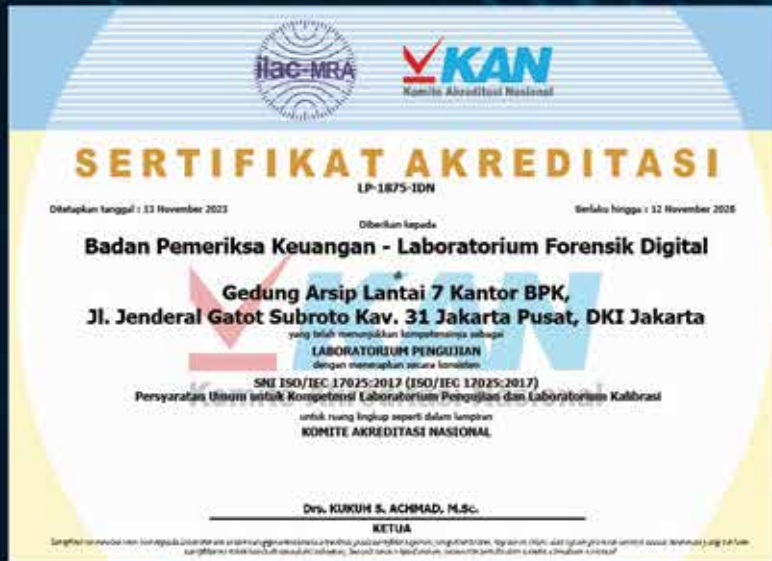 ilac-MRA
KAN
Komite Akreditasi Nasional
SERTIFIKAT AKREDITASI
LP-1875-IDN
Ditetapkan tanggal : 13 November 2023
Berlaku hingga : 12 November 2028
Diberikan kepada
Badan Pemeriksa Keuangan - Laboratorium Forensik Digital
di
Gedung Arsip Lantai 7 Kantor BPK,
Jl. Jenderal Gatot Subroto Kav. 31 Jakarta Pusat, DKI Jakarta
yang telah menunjukkan kompetensinya sebagai
LABORATORIUM PENGUJIAN
dengan menerapkan secara konsisten
SNI ISO/IEC 17025:2017 (ISO/IEC 17025:2017)
Persyaratan Umum untuk Kompetensi Laboratorium Pengujian dan Laboratorium Kalibrasi
untuk ruang lingkup seperti dalam lampiran
KOMITE AKREDITASI NASIONAL
Drs. KUKUH S. ACHMAD, M.Sc.
KETUA